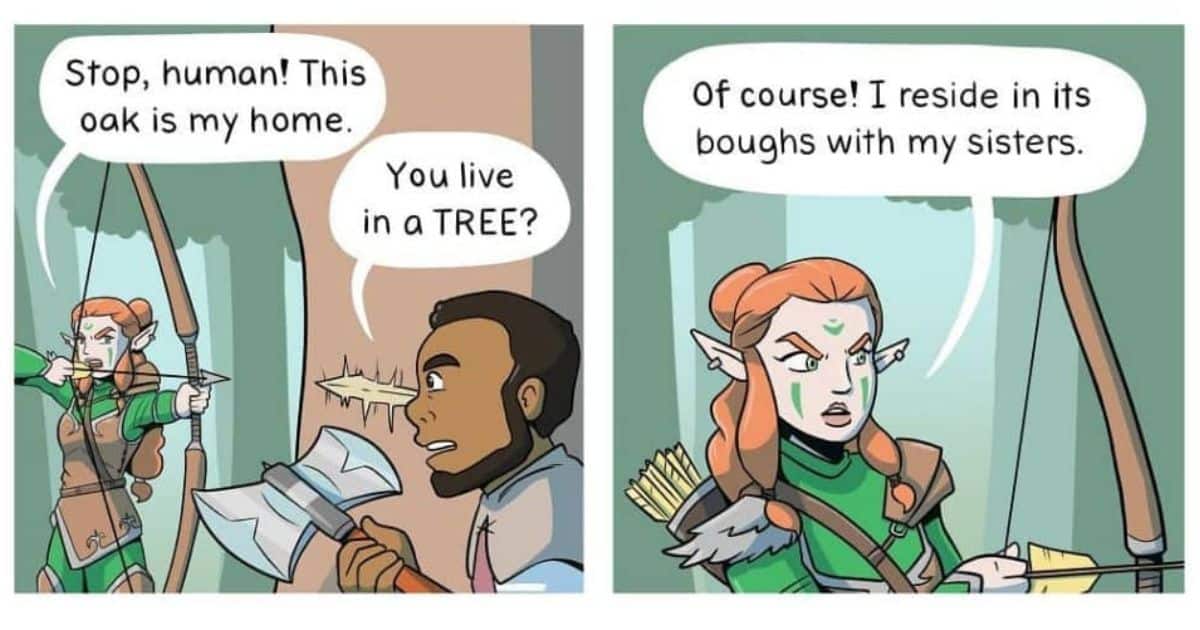 Stop, human! This
oak is my home.
You live
in a TREE?
Of course! I reside in its
boughs with my sisters.